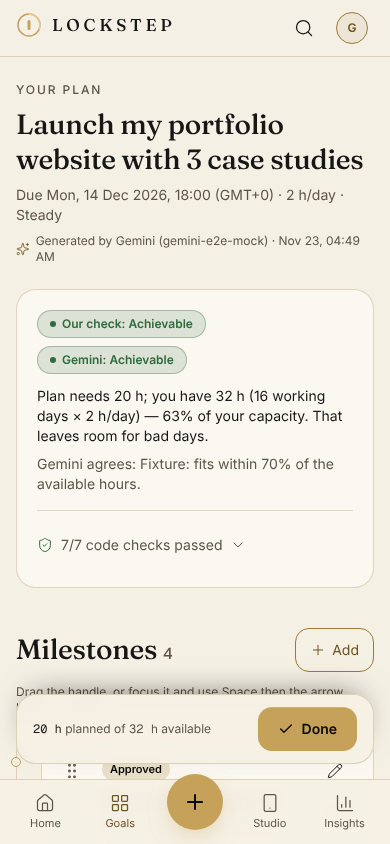 LOCKSTEP
G
YOUR PLAN
Launch my portfolio
website with 3 case studies
Due Mon, 14 Dec 2026, 18:00 (GMT+0) · 2 h/day ·
Steady
Generated by Gemini (gemini-e2e-mock) · Nov 23, 04:49
AM
Our check: Achievable
Gemini: Achievable
Plan needs 20 h; you have 32 h (16 working
days × 2 h/day) — 63% of your capacity. That
leaves room for bad days.
Gemini agrees: Fixture: fits within 70% of the
available hours.
7/7 code checks passed
Milestones 4
Add
Drag the handle, or focus it and use Space then the arrow
20 h planned of 32 h available
Done
Approved
Home
Goals
Studio
Insights